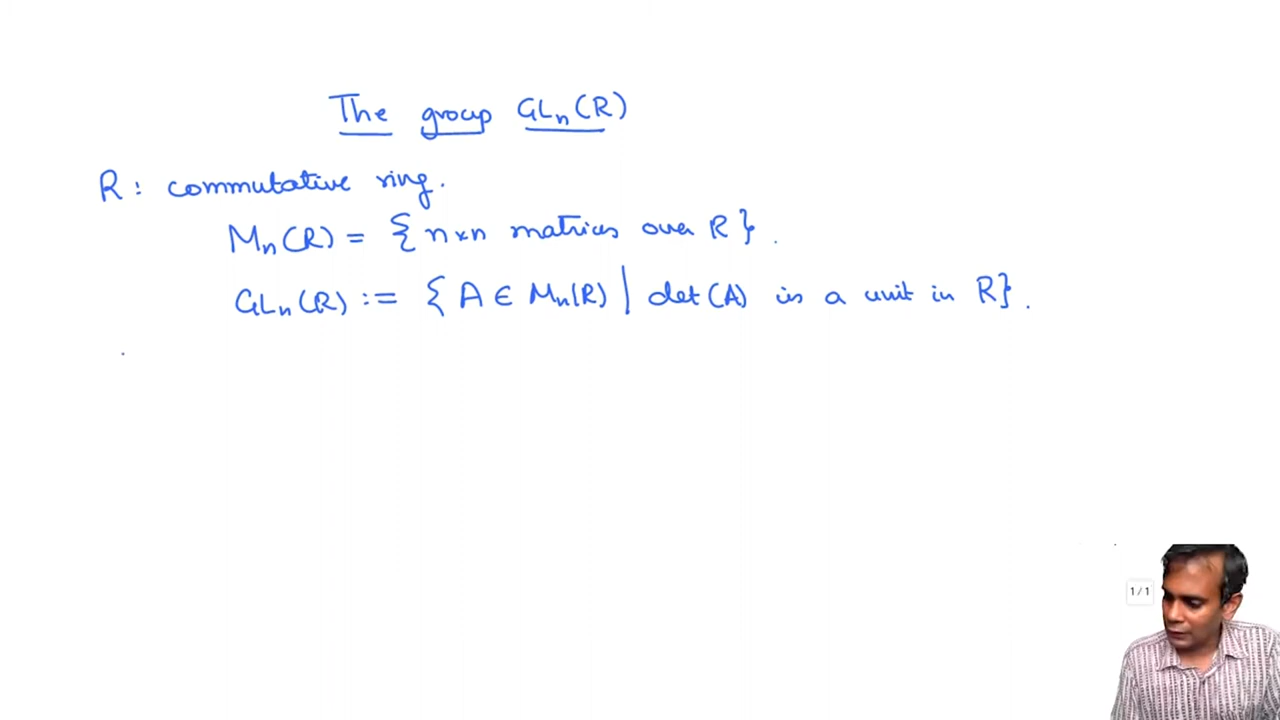 The group GLn(R)
R : commutative ring.
Mn(R) = { n×n matrices over R } .
GLn(R) := { A ∈ Mn(R) | det(A) is a unit in R} .
1 / 1